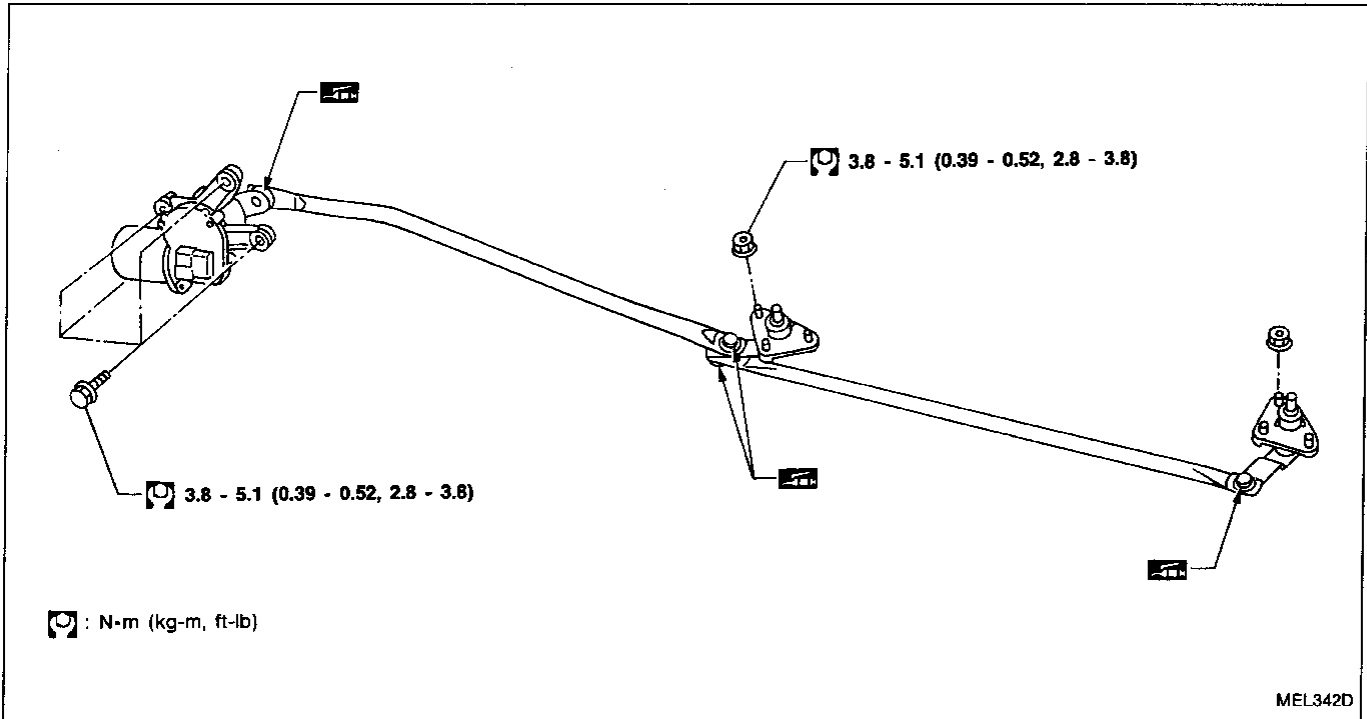 3.8 - 5.1 (0.39 - 0.52, 2.8 - 3.8)
3.8 - 5.1 (0.39 - 0.52, 2.8 - 3.8)
: N•m (kg-m, ft-lb)
MEL342D